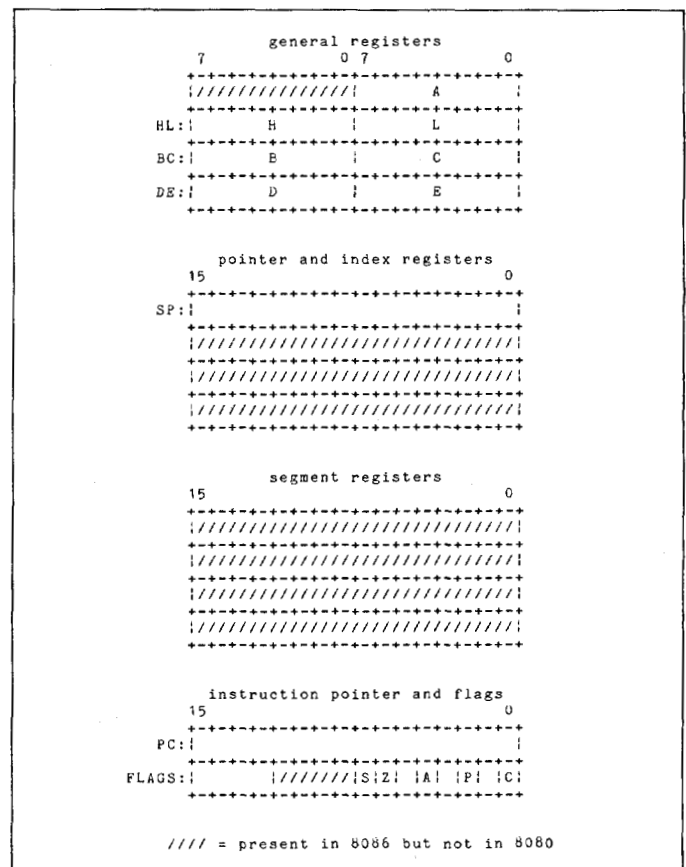 general registers
7 0 7 0
+-+-+-+-+-+-+-+-+-+-+-+-+-+-+-+-+
|///////////////| A |
+-+-+-+-+-+-+-+-+-+-+-+-+-+-+-+-+
HL:| H | L |
+-+-+-+-+-+-+-+-+-+-+-+-+-+-+-+-+
BC:| B | C |
+-+-+-+-+-+-+-+-+-+-+-+-+-+-+-+-+
DE:| D | E |
+-+-+-+-+-+-+-+-+-+-+-+-+-+-+-+-+
pointer and index registers
15 0
+-+-+-+-+-+-+-+-+-+-+-+-+-+-+-+-+
SP:| |
+-+-+-+-+-+-+-+-+-+-+-+-+-+-+-+-+
|///////////////////////////////|
+-+-+-+-+-+-+-+-+-+-+-+-+-+-+-+-+
|///////////////////////////////|
+-+-+-+-+-+-+-+-+-+-+-+-+-+-+-+-+
|///////////////////////////////|
+-+-+-+-+-+-+-+-+-+-+-+-+-+-+-+-+
segment registers
15 0
+-+-+-+-+-+-+-+-+-+-+-+-+-+-+-+-+
|///////////////////////////////|
+-+-+-+-+-+-+-+-+-+-+-+-+-+-+-+-+
|///////////////////////////////|
+-+-+-+-+-+-+-+-+-+-+-+-+-+-+-+-+
|///////////////////////////////|
+-+-+-+-+-+-+-+-+-+-+-+-+-+-+-+-+
|///////////////////////////////|
+-+-+-+-+-+-+-+-+-+-+-+-+-+-+-+-+
instruction pointer and flags
15 0
+-+-+-+-+-+-+-+-+-+-+-+-+-+-+-+-+
PC:| |
+-+-+-+-+-+-+-+-+-+-+-+-+-+-+-+-+
FLAGS:| |///////|S|Z| |A| |P| |C|
+-+-+-+-+-+-+-+-+-+-+-+-+-+-+-+-+
//// = present in 8086 but not in 8080